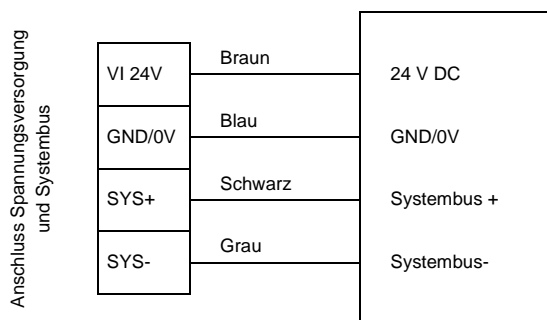 Anschluss Spannungsversorgung
und Systembus
VI 24V
Braun
24 V DC
GND/0V
Blau
GND/0V
SYS+
Schwarz
Systembus +
SYS-
Grau
Systembus-